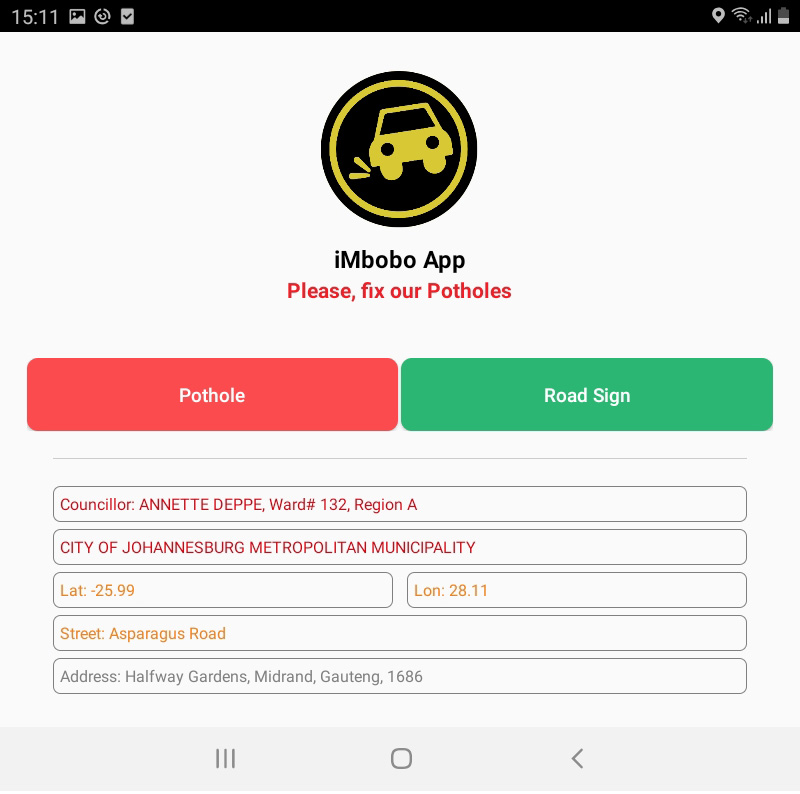 15:11
iMbobo App
Please, fix our Potholes
Pothole
Road Sign
Councillor: ANNETTE DEPPE, Ward# 132, Region A
CITY OF JOHANNESBURG METROPOLITAN MUNICIPALITY
Lat: -25.99
Lon: 28.11
Street: Asparagus Road
Address: Halfway Gardens, Midrand, Gauteng, 1686